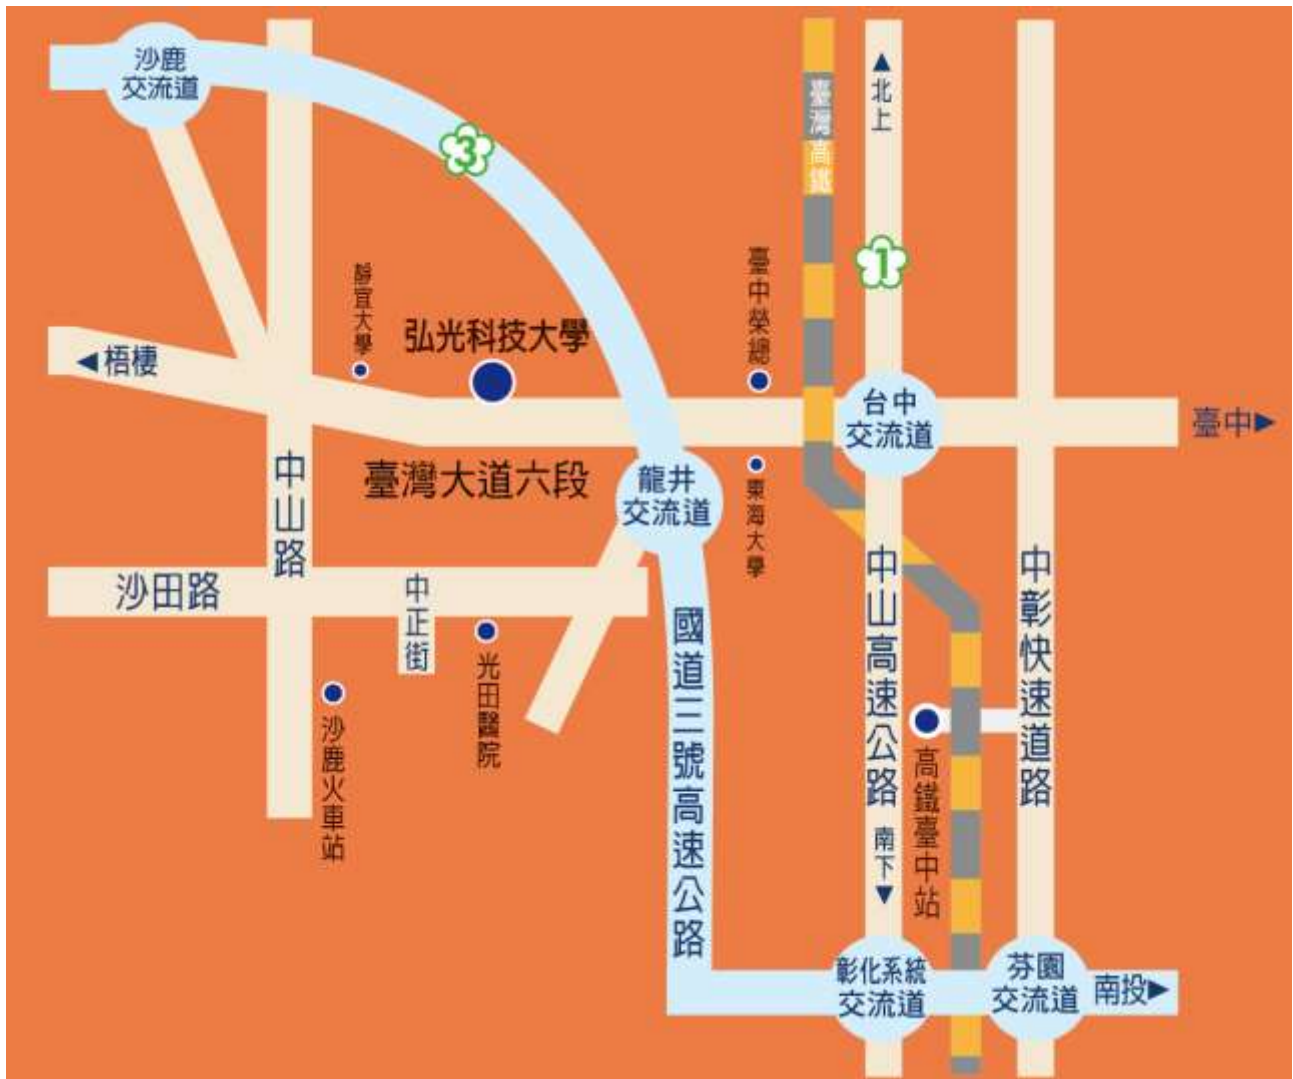 沙鹿
交流道
3
臺灣高鐵
▲北上
1
靜宜大學
弘光科技大學
臺中榮總
◀梧棲
台中
交流道
臺中▶
臺灣大道六段
龍井
交流道
東海大學
中山路
沙田路
中正街
光田醫院
沙鹿火車站
國道三號高速公路
中山高速公路
中彰快速道路
高鐵臺中站
南下▼
彰化系統
交流道
芬園
交流道
南投▶